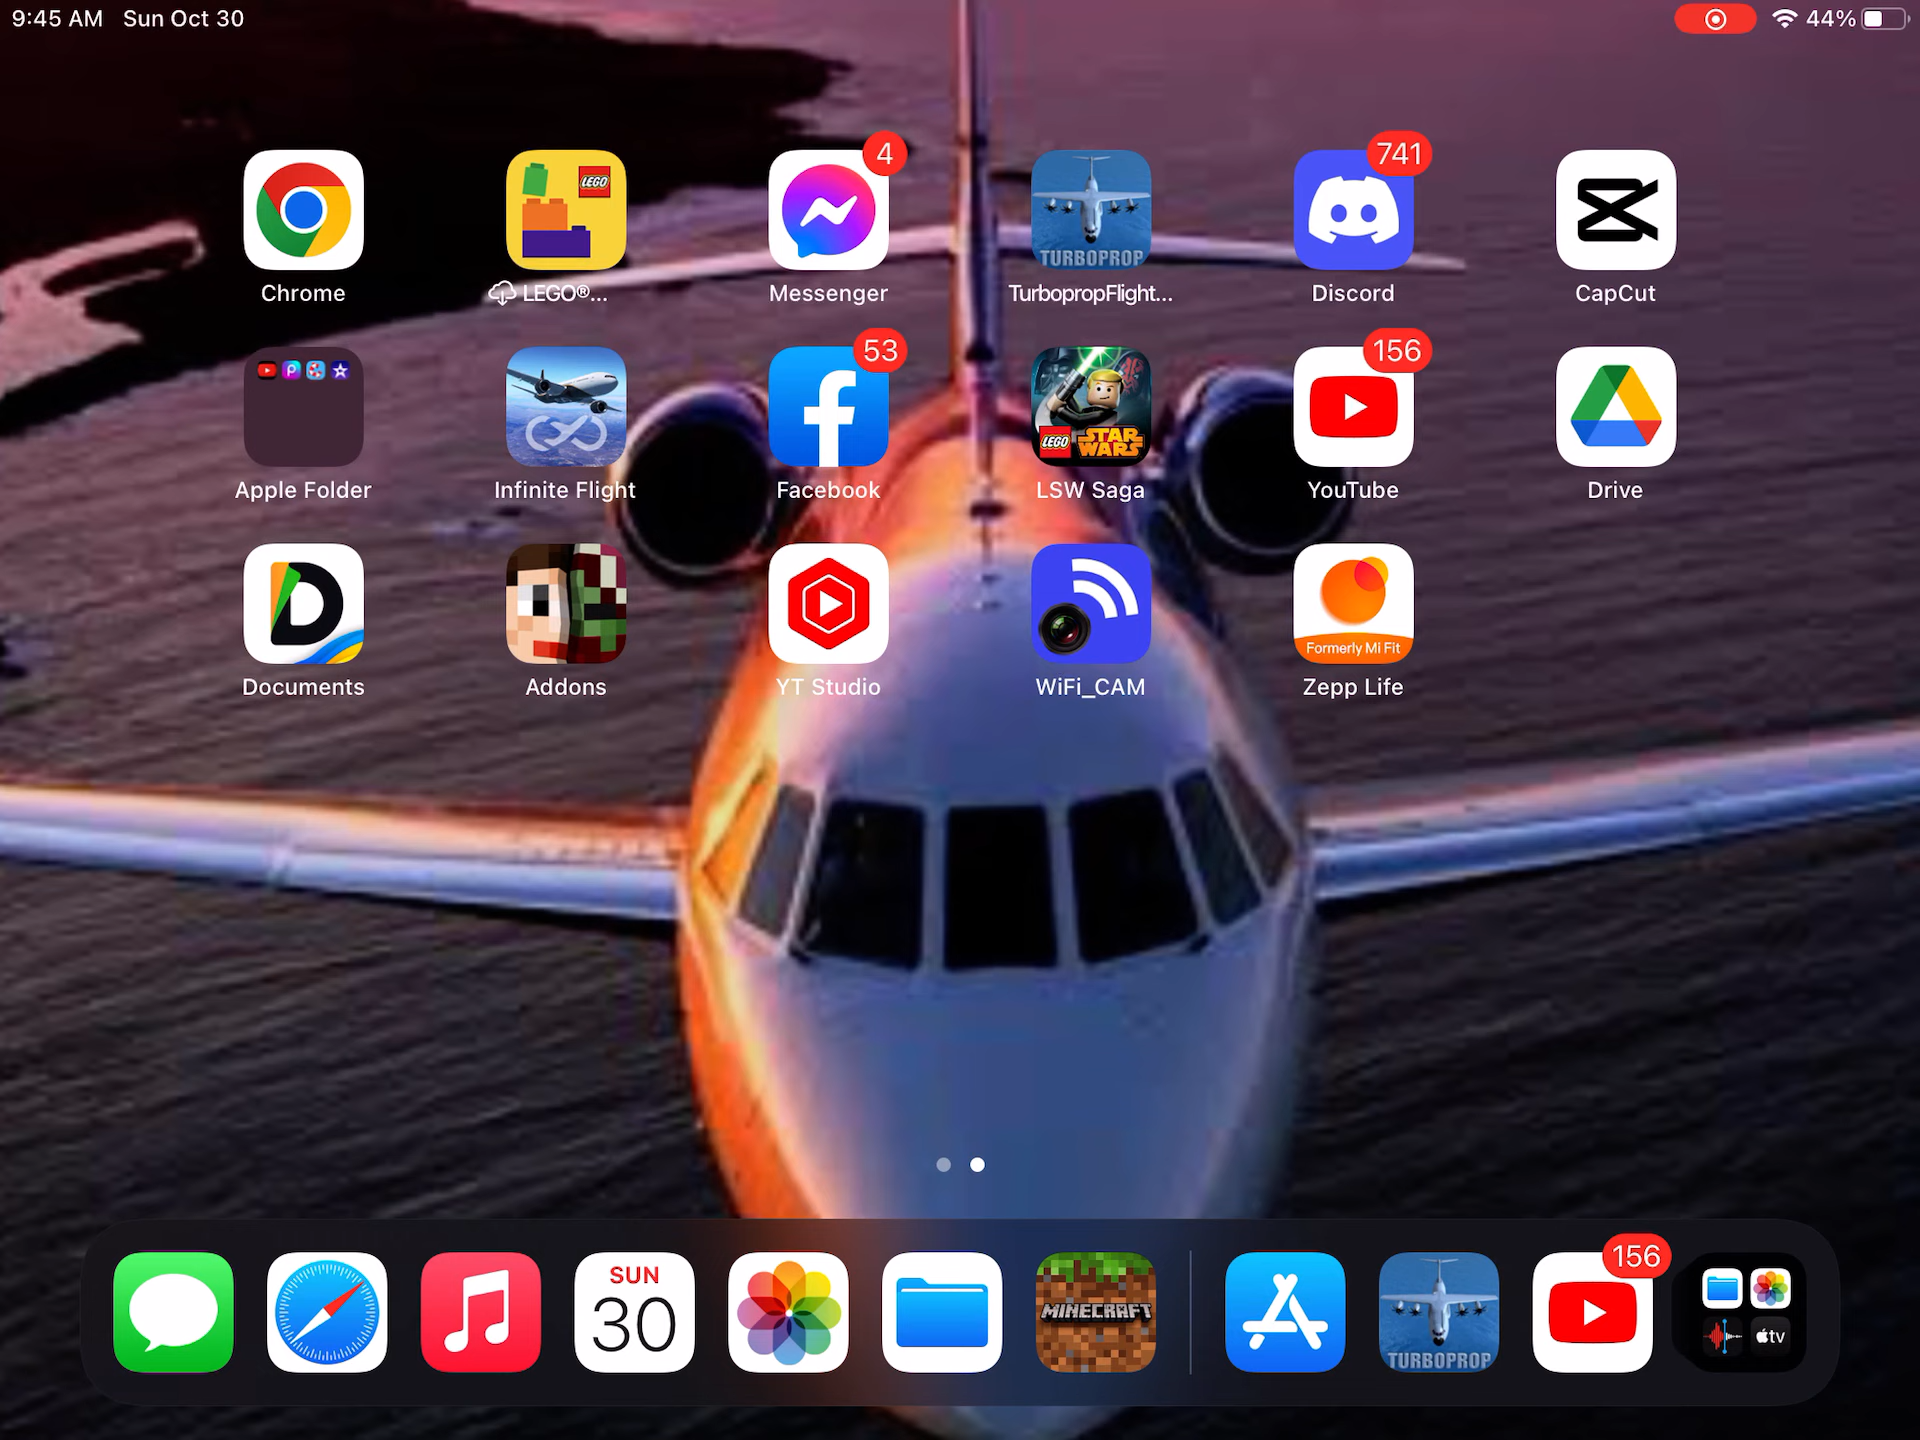 9:45 AM Sun Oct 30
44%
LEGO
4
TURBOPROP
741
Chrome
LEGO®...
Messenger
TurbopropFlight...
Discord
CapCut
53
LEGO STAR WARS
156
Apple Folder
Infinite Flight
Facebook
LSW Saga
YouTube
Drive
Formerly Mi Fit
Documents
Addons
YT Studio
WiFi_CAM
Zepp Life
SUN
30
MINECRAFT
TURBOPROP
156
tv